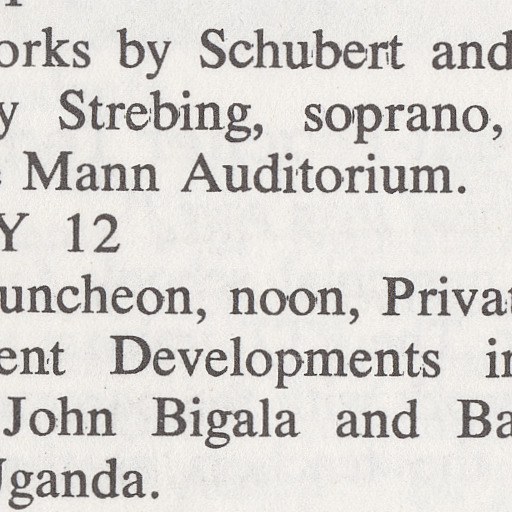 orks by Schubert and
y Strebing, soprano,
Mann Auditorium.
Y 12
uncheon, noon, Privat
ent Developments in
John Bigala and Ba
Uganda.